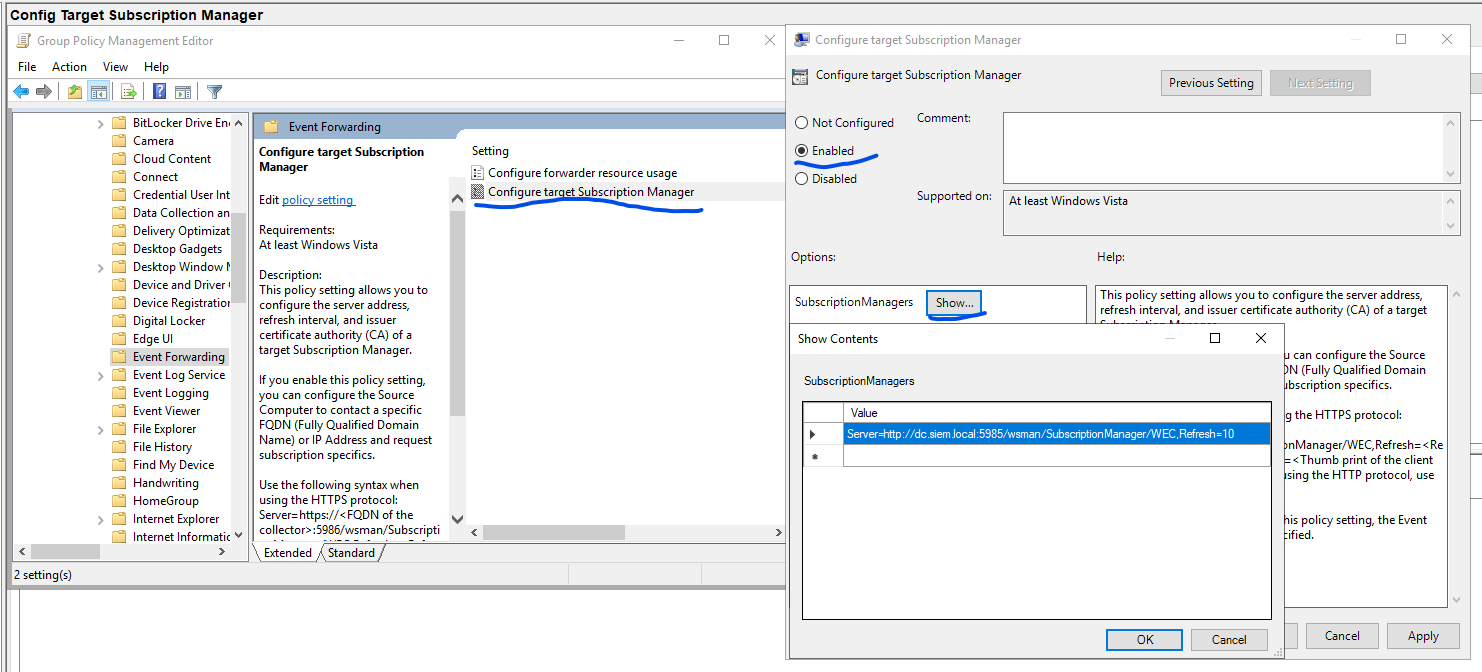 Config Target Subscription Manager
Group Policy Management Editor
File Action View Help
BitLocker Drive En
Camera
Cloud Content
Connect
Credential User Int
Data Collection an
Delivery Optimizat
Desktop Gadgets
Desktop Window M
Device and Driver
Device Registration
Digital Locker
Edge UI
Event Forwarding
Event Log Service
Event Logging
Event Viewer
File Explorer
File History
Find My Device
Handwriting
HomeGroup
Internet Explorer
Internet Informatic
2 setting(s)
Event Forwarding
Configure target Subscription
Manager
Edit policy setting
Requirements:
At least Windows Vista
Description:
This policy setting allows you to
configure the server address,
refresh interval, and issuer
certificate authority (CA) of a
target Subscription Manager.
If you enable this policy setting,
you can configure the Source
Computer to contact a specific
FQDN (Fully Qualified Domain
Name) or IP Address and request
subscription specifics.
Use the following syntax when
using the HTTPS protocol:
Server=https://<FQDN of the
collector>:5986/wsman/Subscripti
Setting
Configure forwarder resource usage
Configure target Subscription Manager
Extended Standard
Configure target Subscription Manager
Configure target Subscription Manager
Previous Setting Next Setting
Not Configured
Enabled
Disabled
Comment:
Supported on:
At least Windows Vista
Options:
Help:
SubscriptionManagers Show...
This policy setting allows you to configure the server address,
refresh interval, and issuer certificate authority (CA) of a target
u can configure the Source
DN (Fully Qualified Domain
ubscription specifics.
g the HTTPS protocol:
onManager/WEC,Refresh=<Re
=<Thumb print of the client
using the HTTP protocol, use
his policy setting, the Event
cified.
Show Contents
SubscriptionManagers
Value
Server=http://dc.siem.local:5985/wsman/SubscriptionManager/WEC,Refresh=10
OK Cancel
Cancel Apply